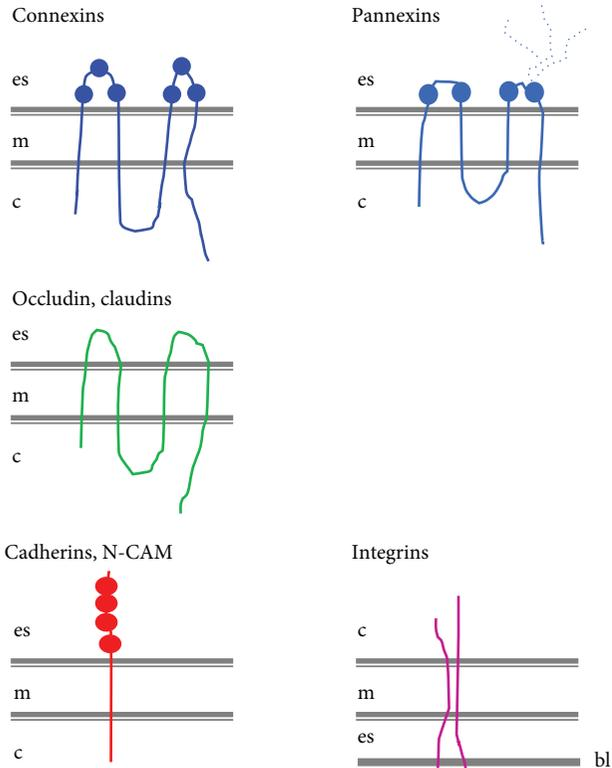 Connexins
es
m
c
Pannexins
es
m
c
Occludin, claudins
es
m
c
Cadherins, N-CAM
es
m
c
Integrins
c
m
es
bl